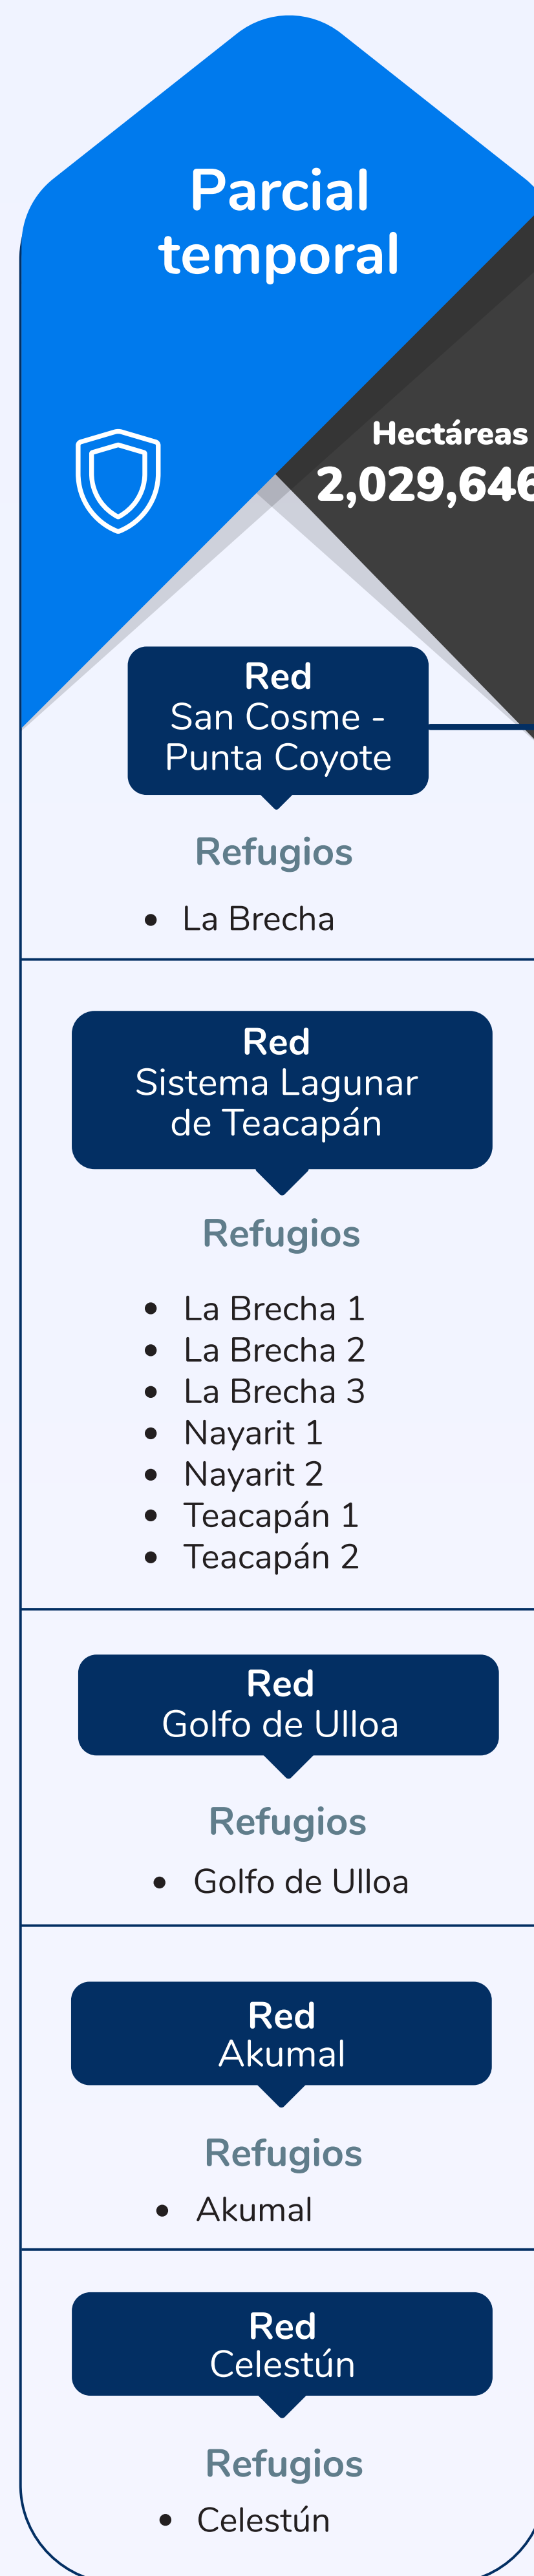 Parcial
temporal
Hectáreas
2,029,646
Red
San Cosme -
Punta Coyote
Refugios
• La Brecha
Red
Sistema Lagunar
de Teacapán
Refugios
• La Brecha 1
• La Brecha 2
• La Brecha 3
• Nayarit 1
• Nayarit 2
• Teacapán 1
• Teacapán 2
Red
Golfo de Ulloa
Refugios
• Golfo de Ulloa
Red
Akumal
Refugios
• Akumal
Red
Celestún
Refugios
• Celestún